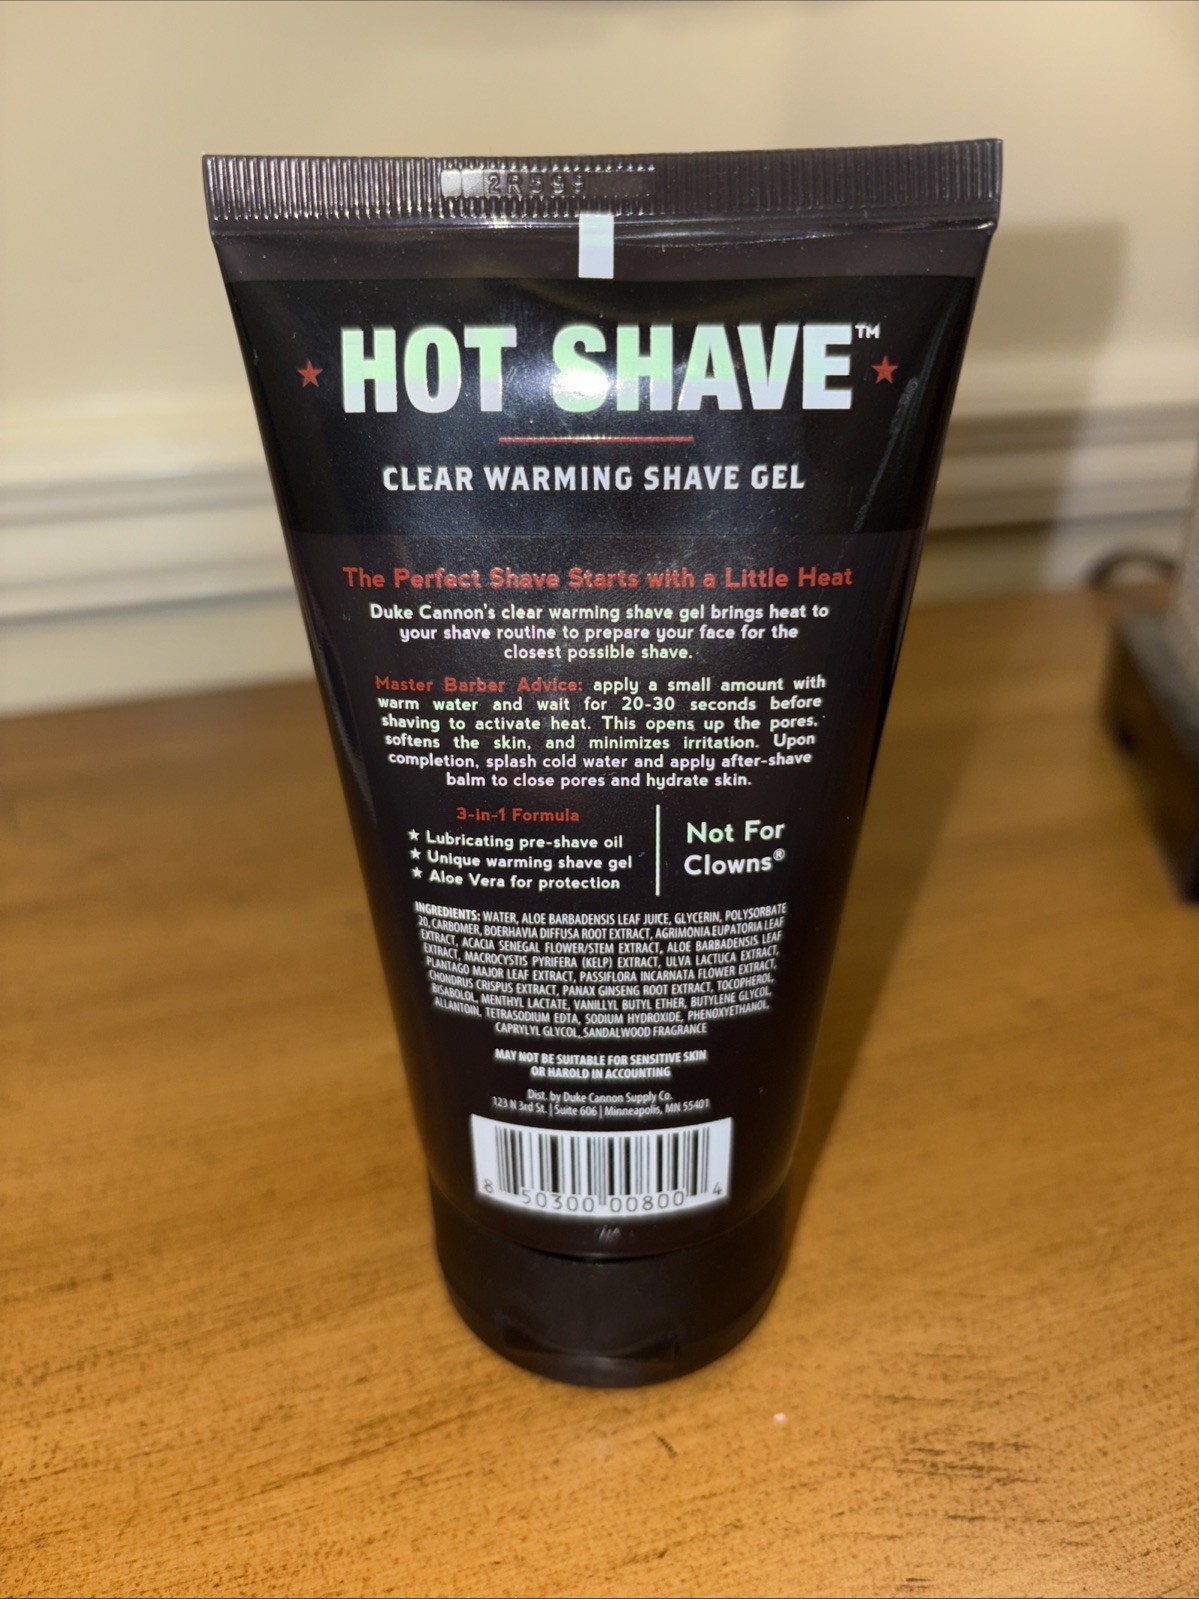 HOT SHAVE™
CLEAR WARMING SHAVE GEL
The Perfect Shave Starts with a Little Heat
Duke Cannon's clear warming shave gel brings heat to
your shave routine to prepare your face for the
closest possible shave.
Master Barber Advice: apply a small amount with
warm water and wait for 20-30 seconds before
shaving to activate heat. This opens up the pores,
softens the skin, and minimizes irritation. Upon
completion, splash cold water and apply after-shave
balm to close pores and hydrate skin.
3-in-1 Formula
★ Lubricating pre-shave oil
★ Unique warming shave gel
★ Aloe Vera for protection
Not For
Clowns®
INGREDIENTS: WATER, ALOE BARBADENSIS LEAF JUICE, GLYCERIN, POLYSORBATE
20, CARBOMER, BOERHAVIA DIFFUSA ROOT EXTRACT, AGRIMONIA EUPATORIA LEAF
EXTRACT, ACACIA SENEGAL FLOWER/STEM EXTRACT, ALOE BARBADENSIS LEAF
EXTRACT, MACROCYSTIS PYRIFERA (KELP) EXTRACT, ULVA LACTUCA EXTRACT,
PLANTAGO MAJOR LEAF EXTRACT, PASSIFLORA INCARNATA FLOWER EXTRACT,
CHONDRUS CRISPUS EXTRACT, PANAX GINSENG ROOT EXTRACT, TOCOPHEROL,
BISABOLOL, MENTHYL LACTATE, VANILLYL BUTYL ETHER, BUTYLENE GLYCOL,
ALLANTOIN, TETRASODIUM EDTA, SODIUM HYDROXIDE, PHENOXYETHANOL,
CAPRYLYL GLYCOL, SANDALWOOD FRAGRANCE
MAY NOT BE SUITABLE FOR SENSITIVE SKIN
OR HAROLD IN ACCOUNTING
Dist. by Duke Cannon Supply Co.
123 N 3rd St. | Suite 606 | Minneapolis, MN 55401
8 50300 00800 4